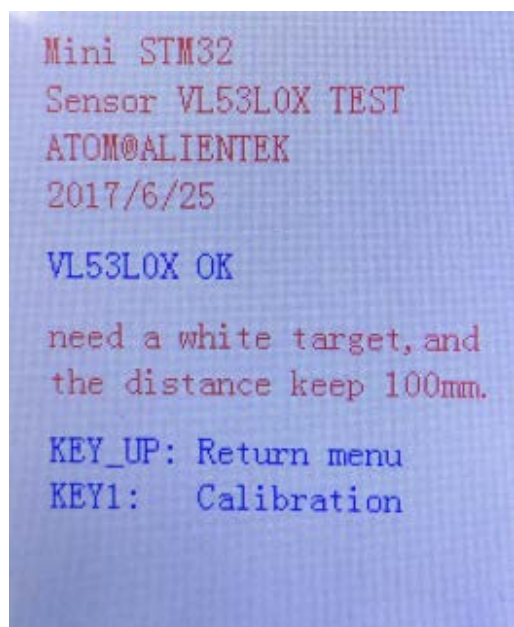 Mini STM32
Sensor VL53L0X TEST
ATOM@ALIENTEK
2017/6/25
VL53L0X OK
need a white target,and
the distance keep 100mm.
KEY_UP: Return menu
KEY1: Calibration